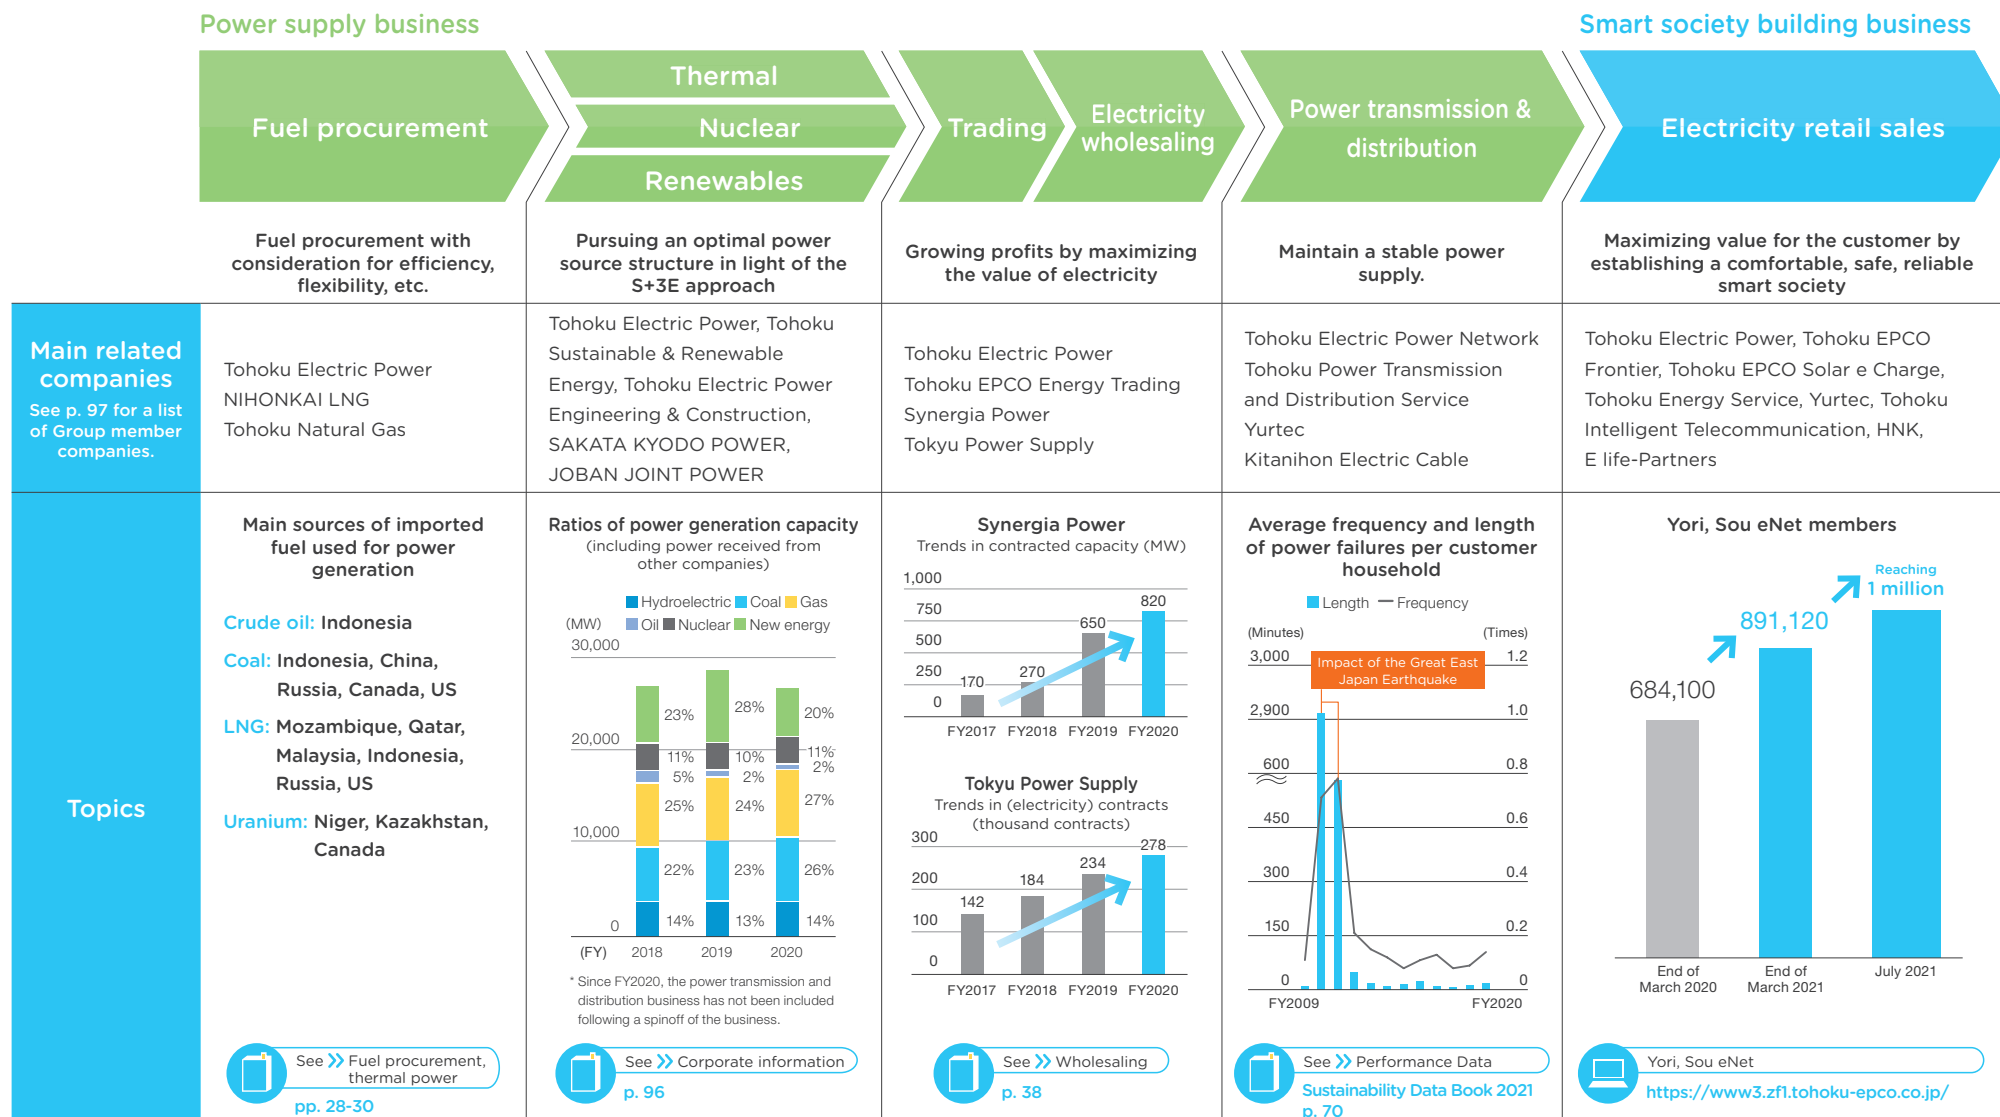 Power supply business
Smart society building business
Fuel procurement
Thermal
Nuclear
Renewables
Trading
Electricity
wholesaling
Power transmission &
distribution
Electricity retail sales
Fuel procurement with
consideration for efficiency,
flexibility, etc.
Pursuing an optimal power
source structure in light of the
S+3E approach
Growing profits by maximizing
the value of electricity
Maintain a stable power
supply.
Maximizing value for the customer by
establishing a comfortable, safe, reliable
smart society
Main related
companies
See p. 97 for a list
of Group member
companies.
Tohoku Electric Power
NIHONKAI LNG
Tohoku Natural Gas
Tohoku Electric Power, Tohoku
Sustainable & Renewable
Energy, Tohoku Electric Power
Engineering & Construction,
SAKATA KYODO POWER,
JOBAN JOINT POWER
Tohoku Electric Power
Tohoku EPCO Energy Trading
Synergia Power
Tokyu Power Supply
Tohoku Electric Power Network
Tohoku Power Transmission
and Distribution Service
Yurtec
Kitanihon Electric Cable
Tohoku Electric Power, Tohoku EPCO
Frontier, Tohoku EPCO Solar e Charge,
Tohoku Energy Service, Yurtec, Tohoku
Intelligent Telecommunication, HNK,
E life-Partners
Topics
Main sources of imported
fuel used for power
generation
Crude oil: Indonesia
Coal: Indonesia, China,
Russia, Canada, US
LNG: Mozambique, Qatar,
Malaysia, Indonesia,
Russia, US
Uranium: Niger, Kazakhstan,
Canada
See >> Fuel procurement,
thermal power
pp. 28-30
Ratios of power generation capacity
(including power received from
other companies)
Hydroelectric Coal Gas
Oil Nuclear New energy
(MW)
30,000
20,000
10,000
0
23%
11%
5%
25%
22%
14%
28%
10%
2%
24%
23%
13%
20%
11%
2%
27%
26%
14%
(FY) 2018 2019 2020
* Since FY2020, the power transmission and
distribution business has not been included
following a spinoff of the business.
See >> Corporate information
p. 96
Synergia Power
Trends in contracted capacity (MW)
1,000
750
500
250
0
170
270
650
820
FY2017 FY2018 FY2019 FY2020
Tokyu Power Supply
Trends in (electricity) contracts
(thousand contracts)
300
200
100
0
142
184
234
278
FY2017 FY2018 FY2019 FY2020
See >> Wholesaling
p. 38
Average frequency and length
of power failures per customer
household
Length Frequency
(Minutes) (Times)
Impact of the Great East
Japan Earthquake
3,000 1.2
2,900 1.0
600 0.8
450 0.6
300 0.4
150 0.2
0 0
FY2009 FY2020
See >> Performance Data
Sustainability Data Book 2021
p. 70
Yori, Sou eNet members
684,100
891,120
Reaching
1 million
End of
March 2020
End of
March 2021
July 2021
Yori, Sou eNet
https://www3.zf1.tohoku-epco.co.jp/